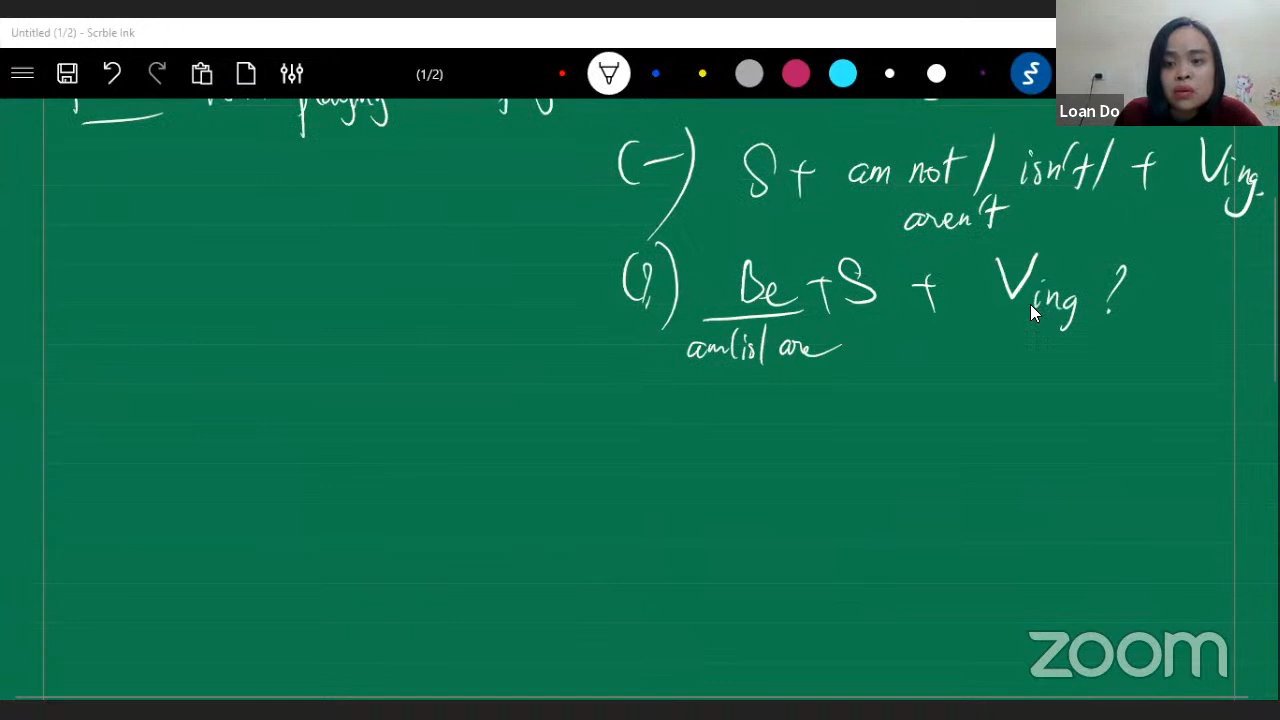 Untitled (1/2) - Scrble Ink
(1/2)
Loan Do
playing
(-) S + am not / isn't / + Ving.
aren't
(?) Be + S + Ving ?
am/is/ are
zoom